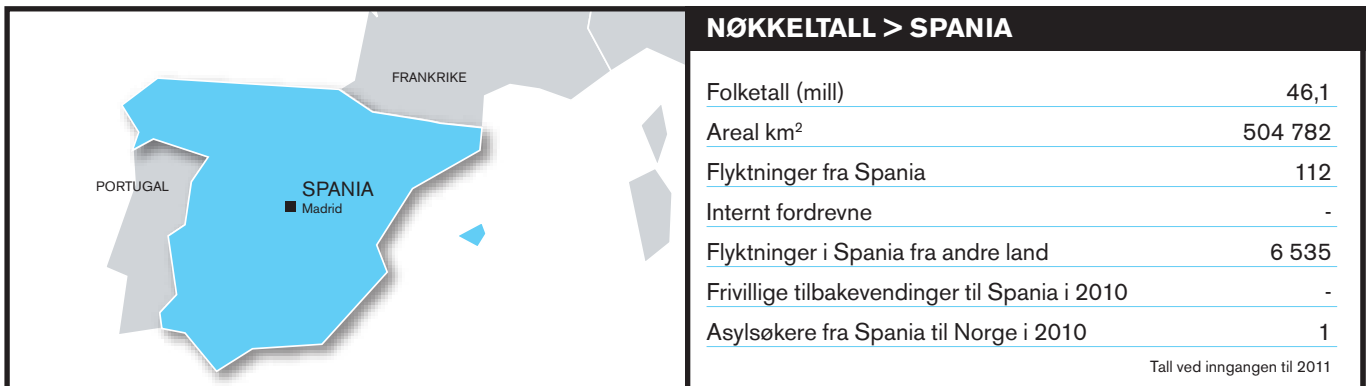 FRANKRIKE
PORTUGAL
SPANIA
Madrid
NØKKELTALL > SPANIA
Folketall (mill) 46,1
Areal km² 504 782
Flyktninger fra Spania 112
Internt fordrevne -
Flyktninger i Spania fra andre land 6 535
Frivillige tilbakevendinger til Spania i 2010 -
Asylsøkere fra Spania til Norge i 2010 1
Tall ved inngangen til 2011